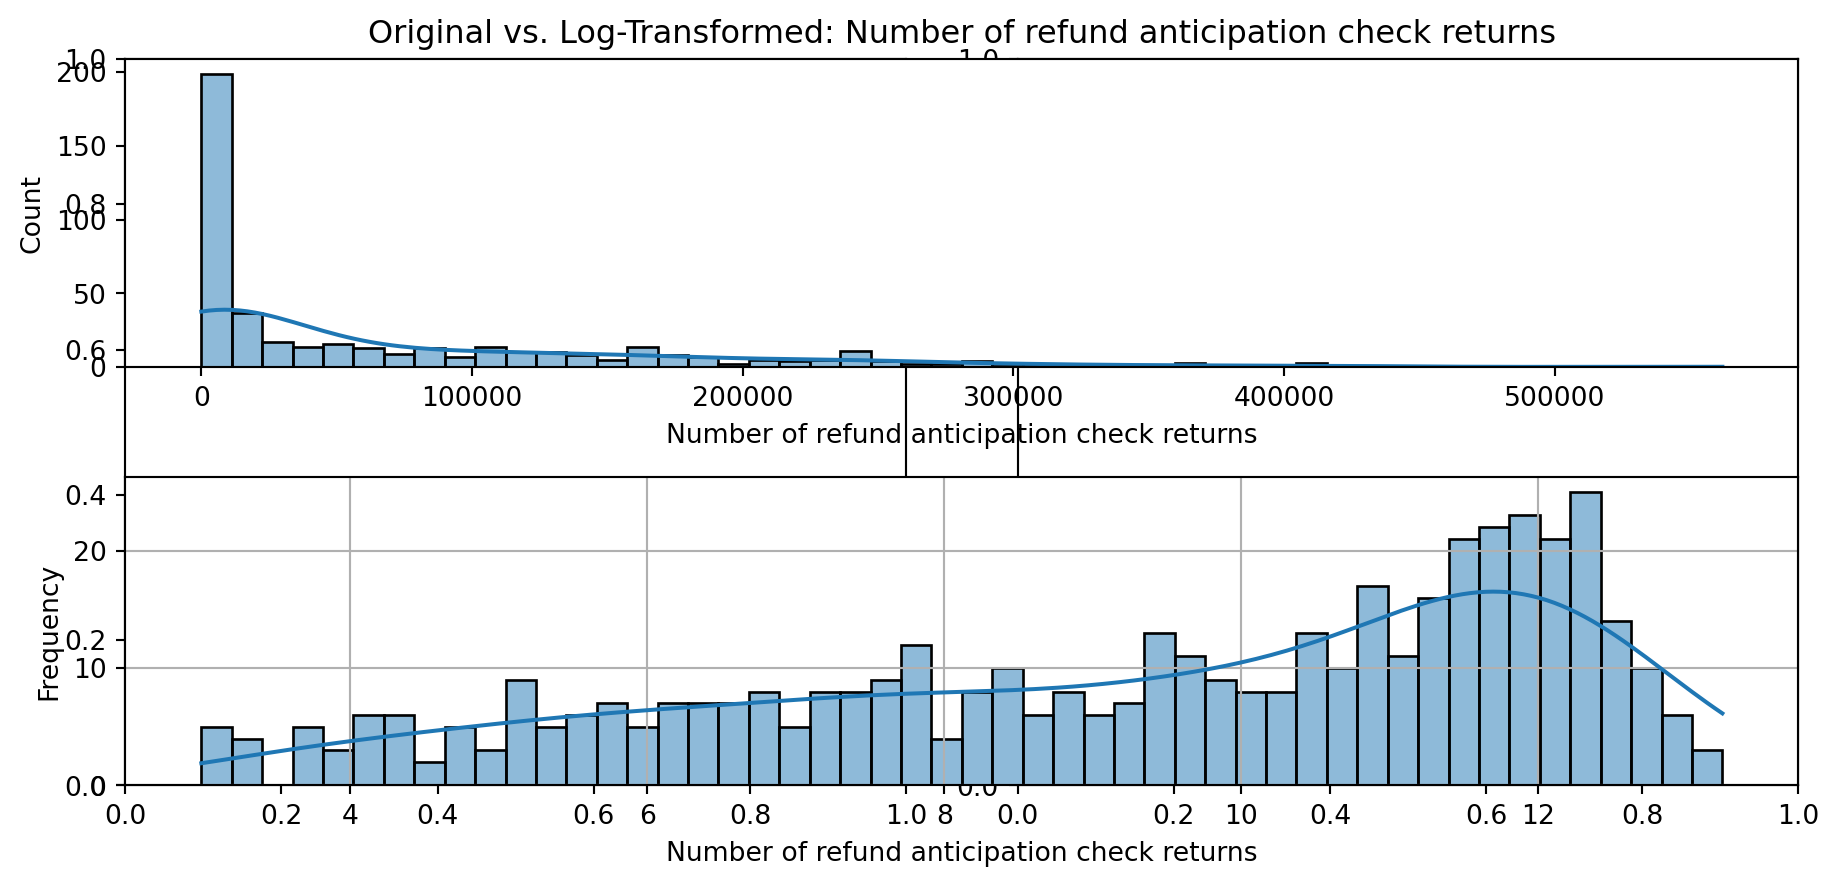 Original vs. Log-Transformed: Number of refund anticipation check returns
1.0
1.0
200
150
Count
0.8
100
50
0.6
0
0 100000 200000 300000 400000 500000
Number of refund anticipation check returns
0.4
20
Frequency
0.2
10
0.0
0.0
0.0 0.2 4 0.4 0.6 6 0.8 1.0 8 0.0 0.2 10 0.4 0.6 12 0.8 1.0
Number of refund anticipation check returns